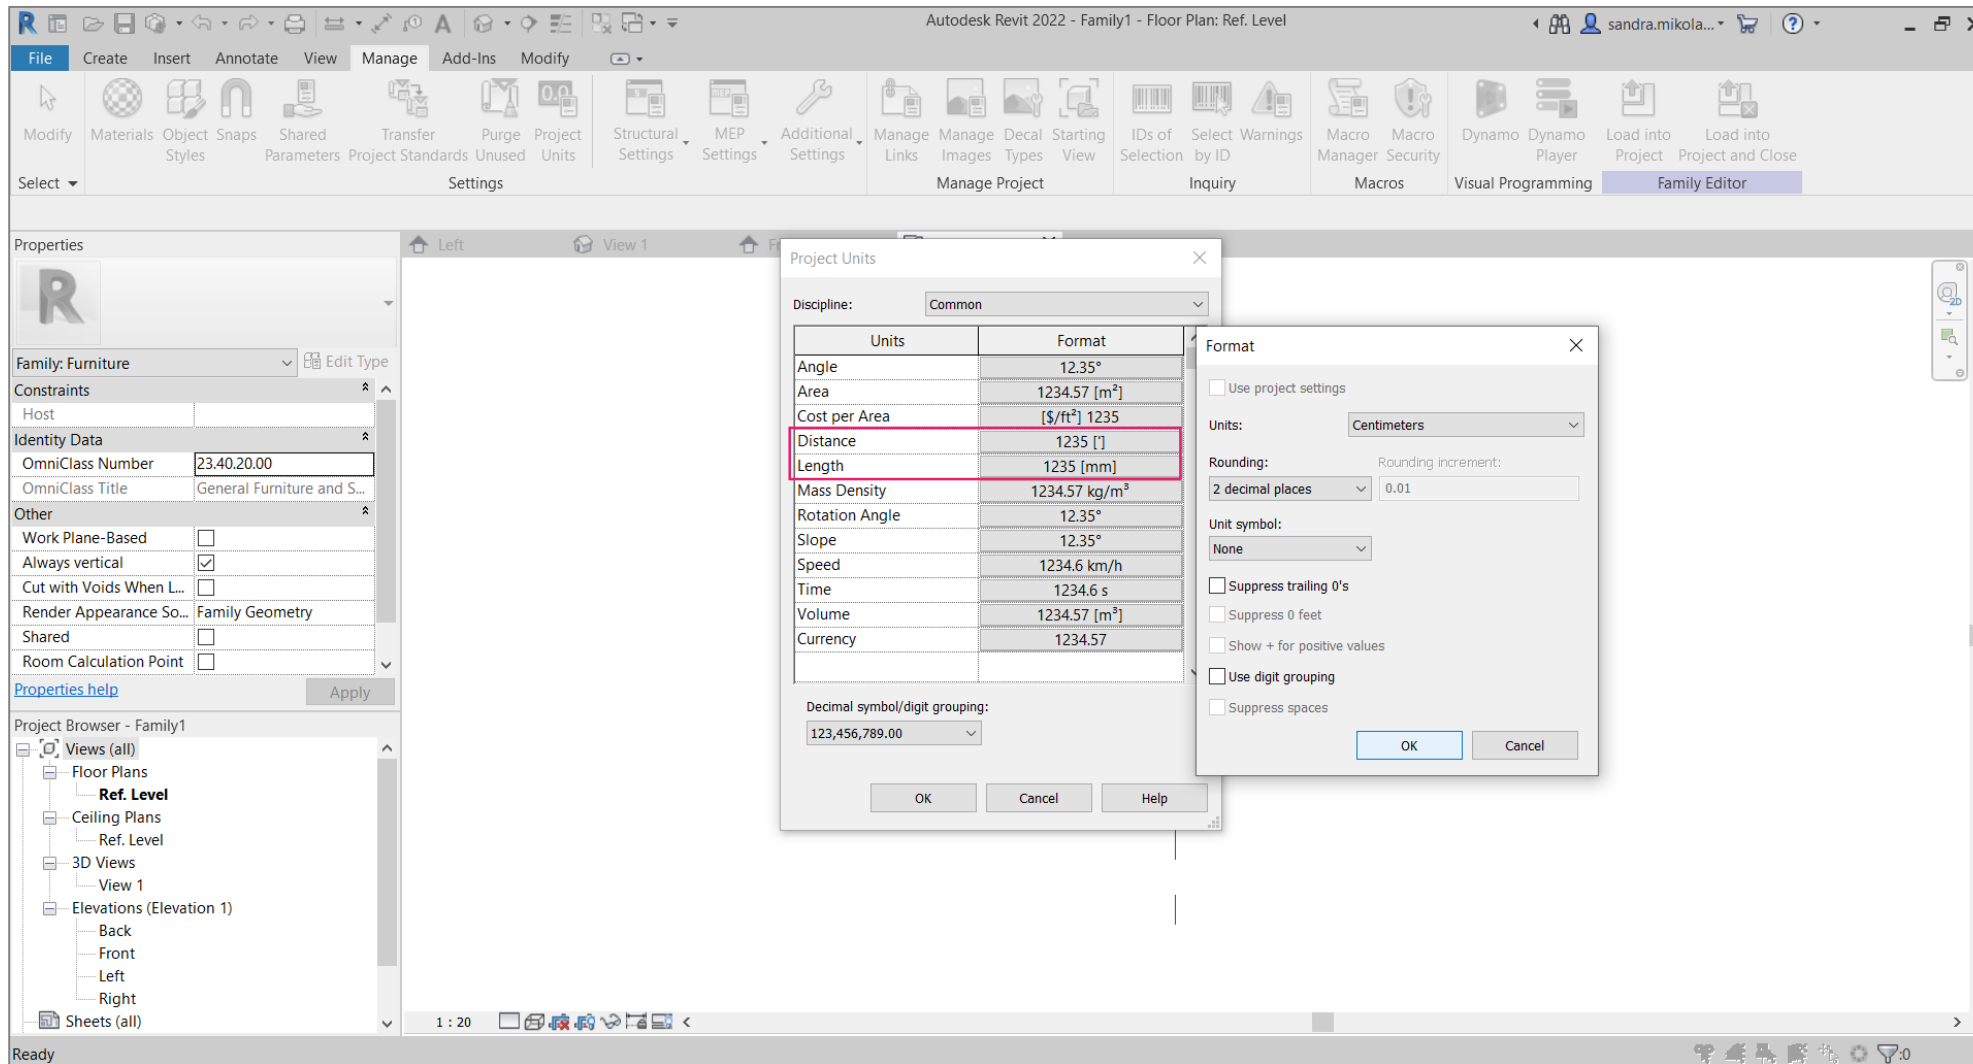 Autodesk Revit 2022 - Family1 - Floor Plan: Ref. Level
sandra.mikola...
File Create Insert Annotate View Manage Add-Ins Modify
Modify
Materials
Object Styles
Snaps
Shared Parameters
Transfer Project Standards
Purge Unused
Project Units
Structural Settings
MEP Settings
Additional Settings
Manage Links
Manage Images
Decal Types
Starting View
IDs of Selection
Select by ID
Warnings
Macro Manager
Macro Security
Dynamo
Dynamo Player
Load into Project
Load into Project and Close
Select Settings Manage Project Inquiry Macros Visual Programming Family Editor
Properties
Family: Furniture
Edit Type
Constraints
Host
Identity Data
OmniClass Number 23.40.20.00
OmniClass Title General Furniture and S...
Other
Work Plane-Based
Always vertical
Cut with Voids When L...
Render Appearance So... Family Geometry
Shared
Room Calculation Point
Properties help
Apply
Project Browser - Family1
Views (all)
Floor Plans
Ref. Level
Ceiling Plans
Ref. Level
3D Views
View 1
Elevations (Elevation 1)
Back
Front
Left
Right
Sheets (all)
Left
View 1
Project Units
Discipline: Common
Units Format
Angle 12.35°
Area 1234.57 [m²]
Cost per Area [$/ft²] 1235
Distance 1235 [']
Length 1235 [mm]
Mass Density 1234.57 kg/m³
Rotation Angle 12.35°
Slope 12.35°
Speed 1234.6 km/h
Time 1234.6 s
Volume 1234.57 [m³]
Currency 1234.57
Decimal symbol/digit grouping:
123,456,789.00
OK Cancel Help
Format
Use project settings
Units: Centimeters
Rounding: Rounding increment:
2 decimal places 0.01
Unit symbol:
None
Suppress trailing 0's
Suppress 0 feet
Show + for positive values
Use digit grouping
Suppress spaces
OK Cancel
2D
1 : 20
Ready
:0